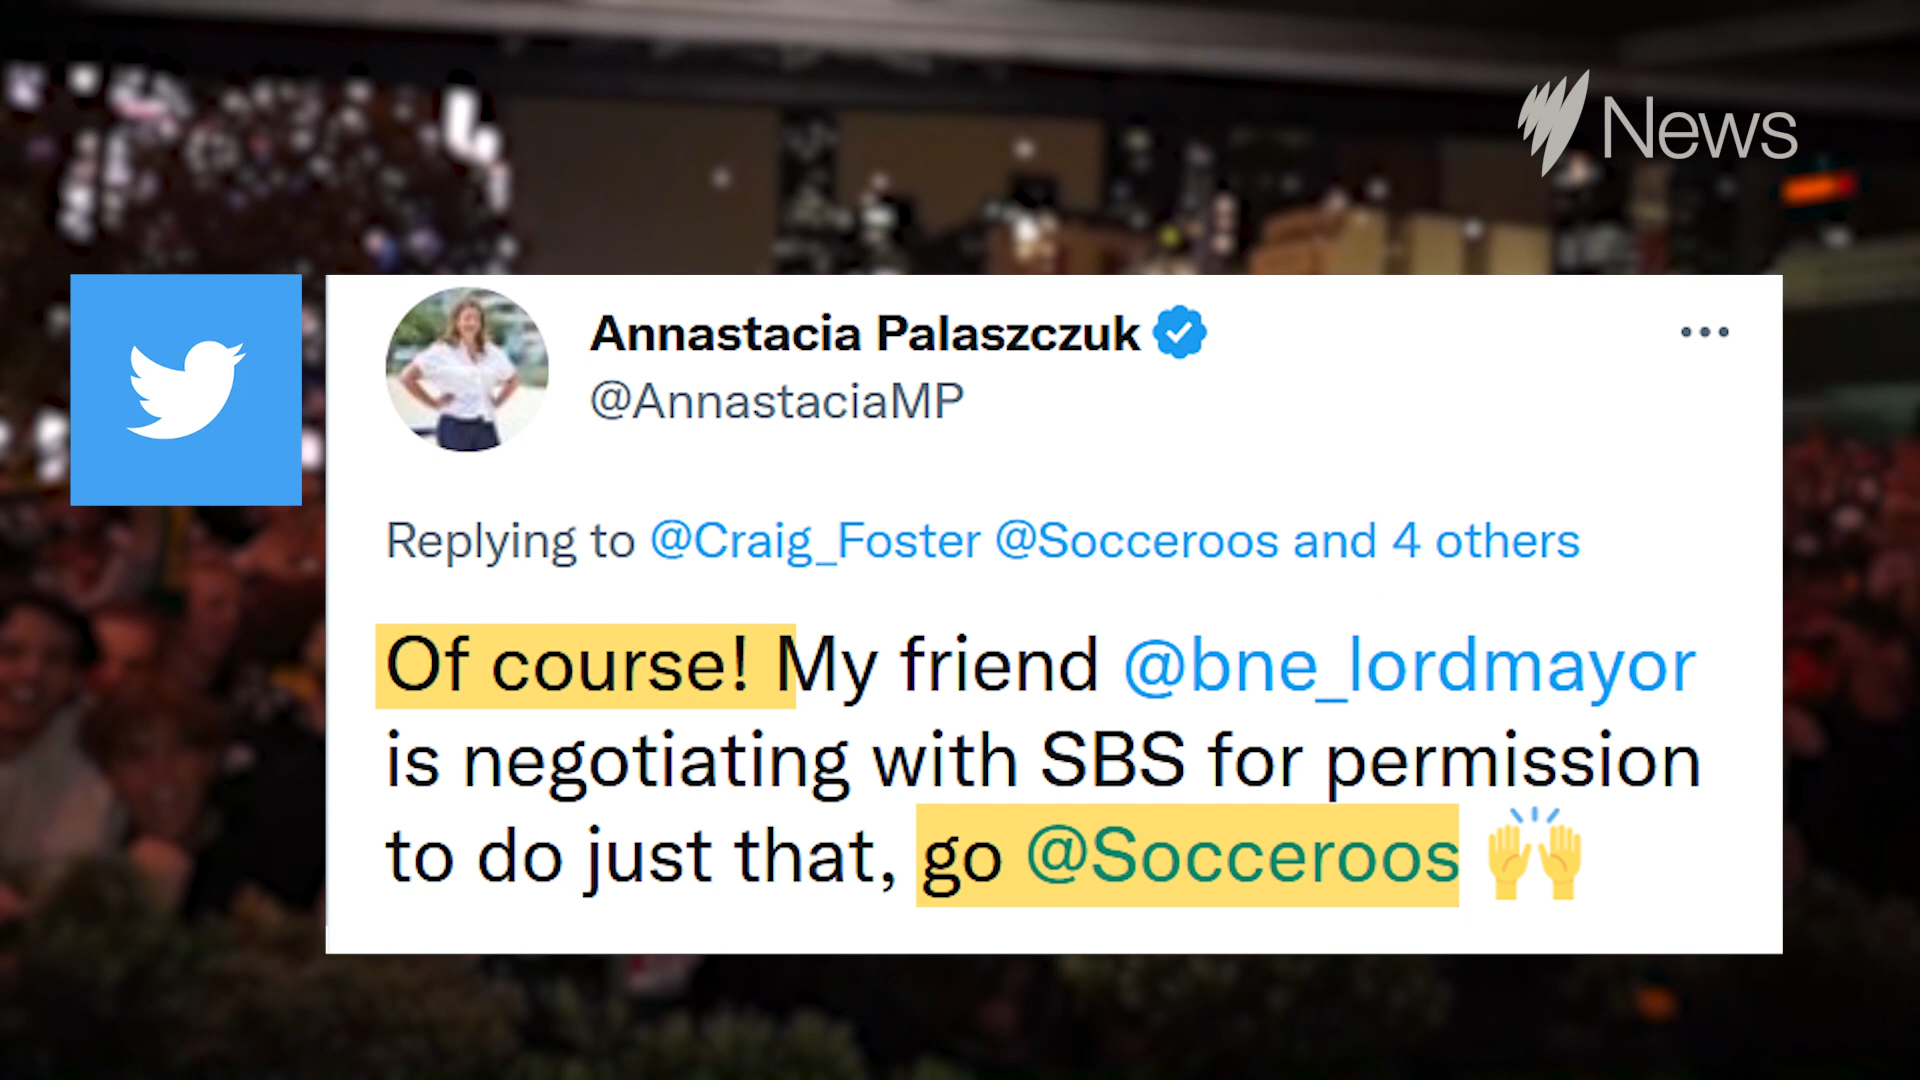 News
Annastacia Palaszczuk
@AnnastaciaMP
Replying to @Craig_Foster @Socceroos and 4 others
Of course! My friend @bne_lordmayor
is negotiating with SBS for permission
to do just that, go @Socceroos 🙌